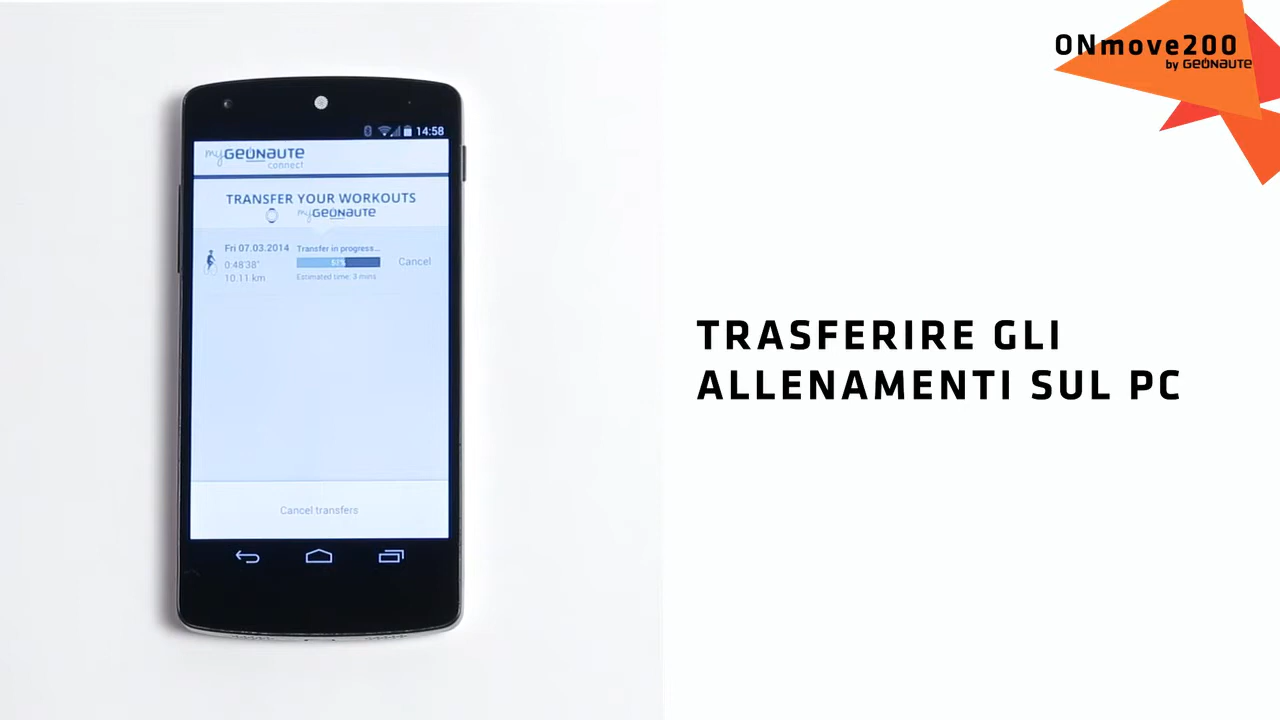 14:58
myGEONAUTE
connect
TRANSFER YOUR WORKOUTS
myGEONAUTE
Fri 07.03.2014
Transfer in progress...
0:48'38"
Cancel
10.11 km
Estimated time: 3 mins
Cancel transfers
ONmove200
by GEONAUTE
TRASFERIRE GLI
ALLENAMENTI SUL PC